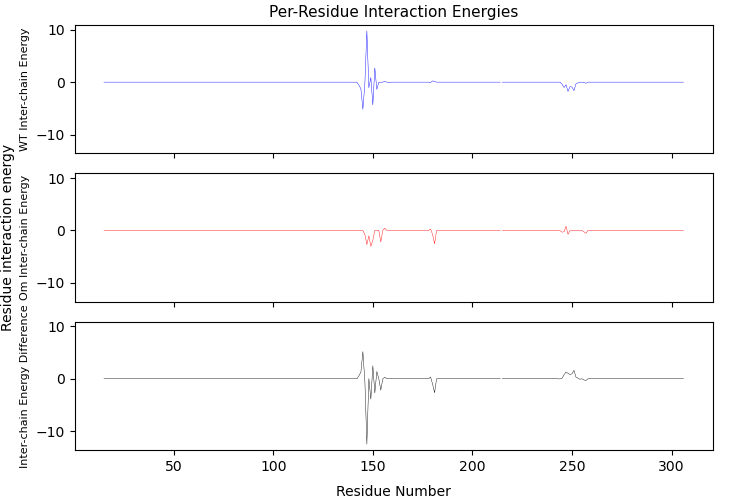 Per-Residue Interaction Energies
Residue interaction energy
WT Inter-chain Energy
10
0
−10
Om Inter-chain Energy
10
0
−10
Inter-chain Energy Difference
10
0
−10
50 100 150 200 250 300
Residue Number